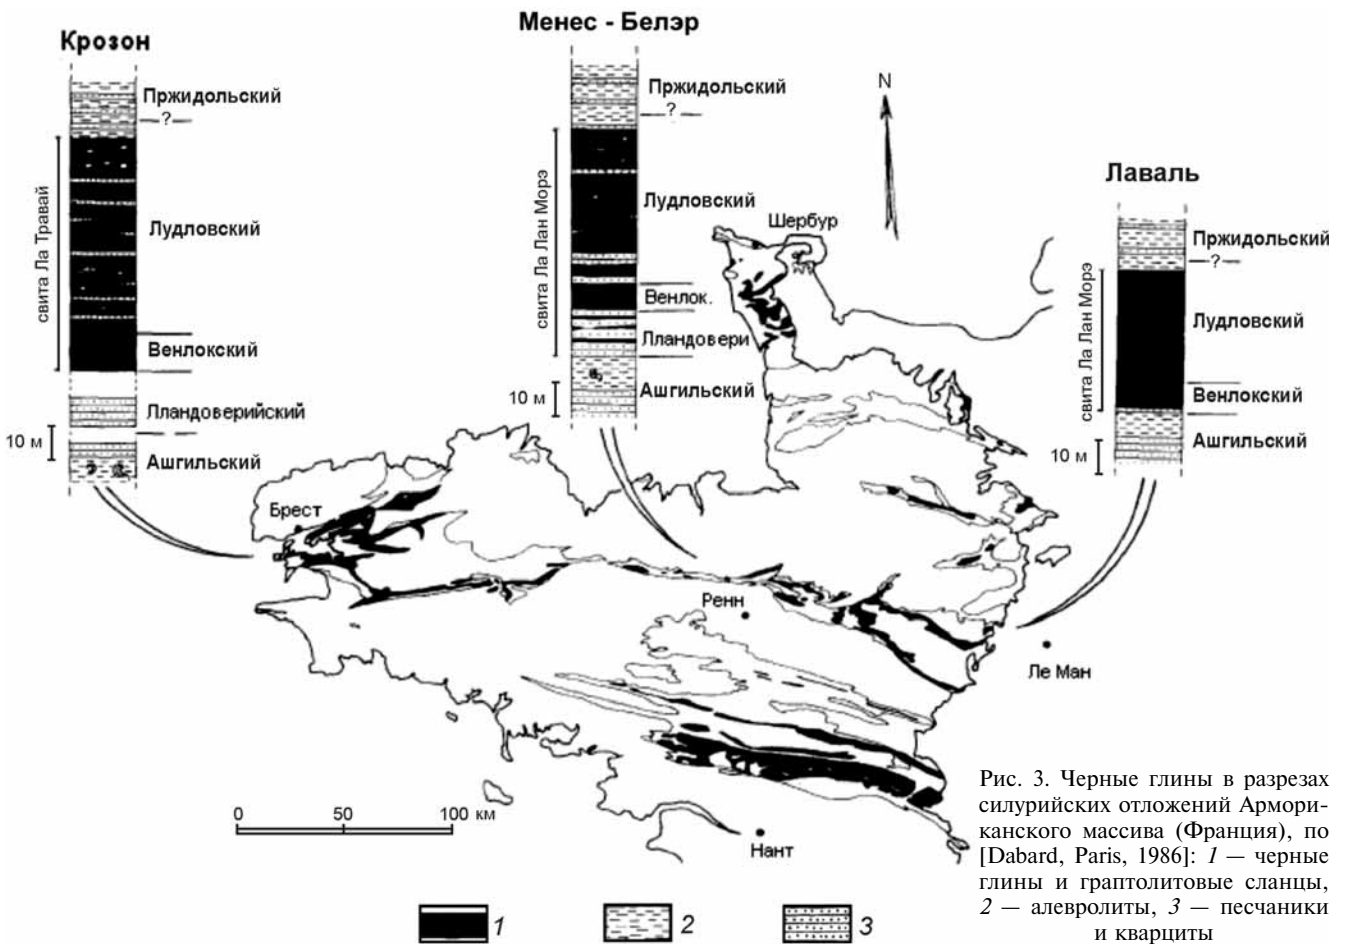 Крозон
Пржидольский
?
Лудловский
Венлокский
Пландоверийский
Ашгильский
свита Ла Травай
10 м
Менес - Белэр
Пржидольский
?
Лудловский
Венлок.
Пландовери
Ашгильский
свита Ла Лан Морэ
10 м
N
Лаваль
Пржидольский
?
Лудловский
Венлокский
Ашгильский
свита Ла Лан Морэ
10 м
Шербур
Брест
Ренн
Ле Ман
Нант
0 50 100 км
Рис. 3. Черные глины в разрезах
силурийских отложений Армори-
канского массива (Франция), по
[Dabard, Paris, 1986]: 1 — черные
глины и граптолитовые сланцы,
2 — алевролиты, 3 — песчаники
и кварциты
1 2 3